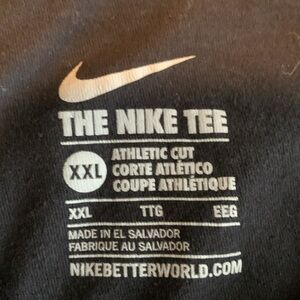 THE NIKE TEE
XXL
ATHLETIC CUT
CORTE ATLÉTICO
COUPE ATHLÉTIQUE
XXL TTG EEG
MADE IN EL SALVADOR
FABRIQUE AU SALVADOR
NIKEBETTERWORLD.COM